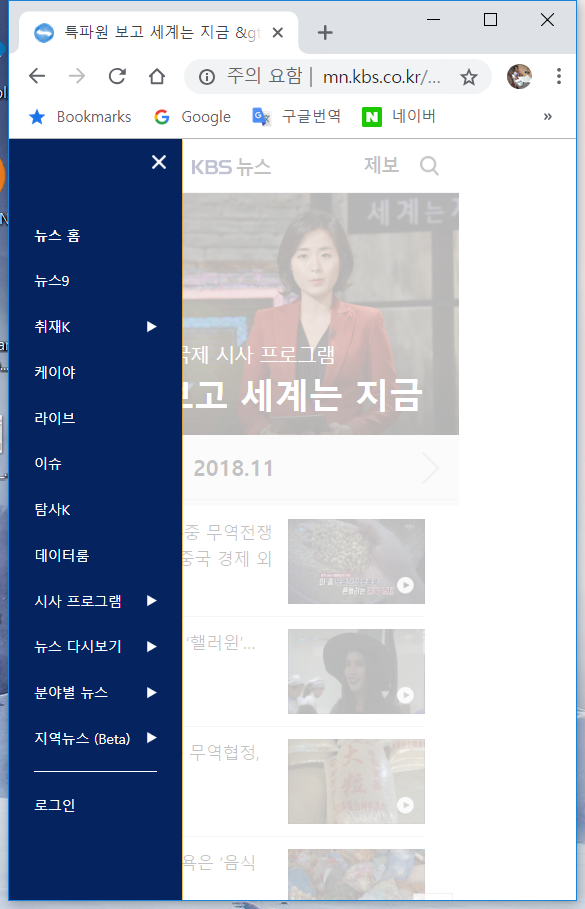 특파원 보고 세계는 지금 &gt
주의 요함 | mn.kbs.co.kr/...
Bookmarks Google 구글번역 네이버 »
KBS 뉴스 제보
뉴스 홈
뉴스9
취재K
케이야
라이브
이슈
탐사K
데이터룸
시사 프로그램
뉴스 다시보기
분야별 뉴스
지역뉴스 (Beta)
로그인
세계는
국제 시사 프로그램
보고 세계는 지금
2018.11
중 무역전쟁
중국 경제 외
'핼러윈'...
무역협정,
大粒
욕은 '음식